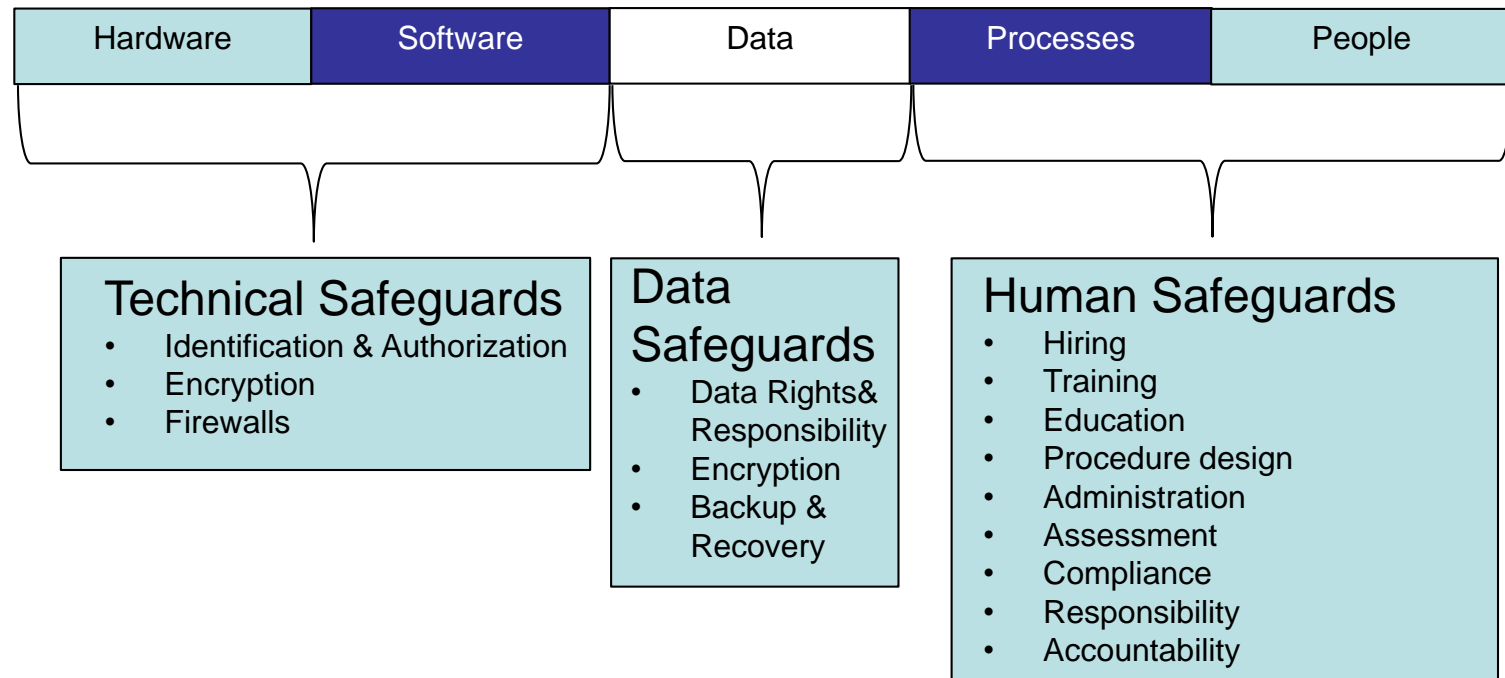 Hardware
Software
Data
Processes
People
Technical Safeguards
• Identification & Authorization
• Encryption
• Firewalls
Data
Safeguards
• Data Rights&
Responsibility
• Encryption
• Backup &
Recovery
Human Safeguards
• Hiring
• Training
• Education
• Procedure design
• Administration
• Assessment
• Compliance
• Responsibility
• Accountability